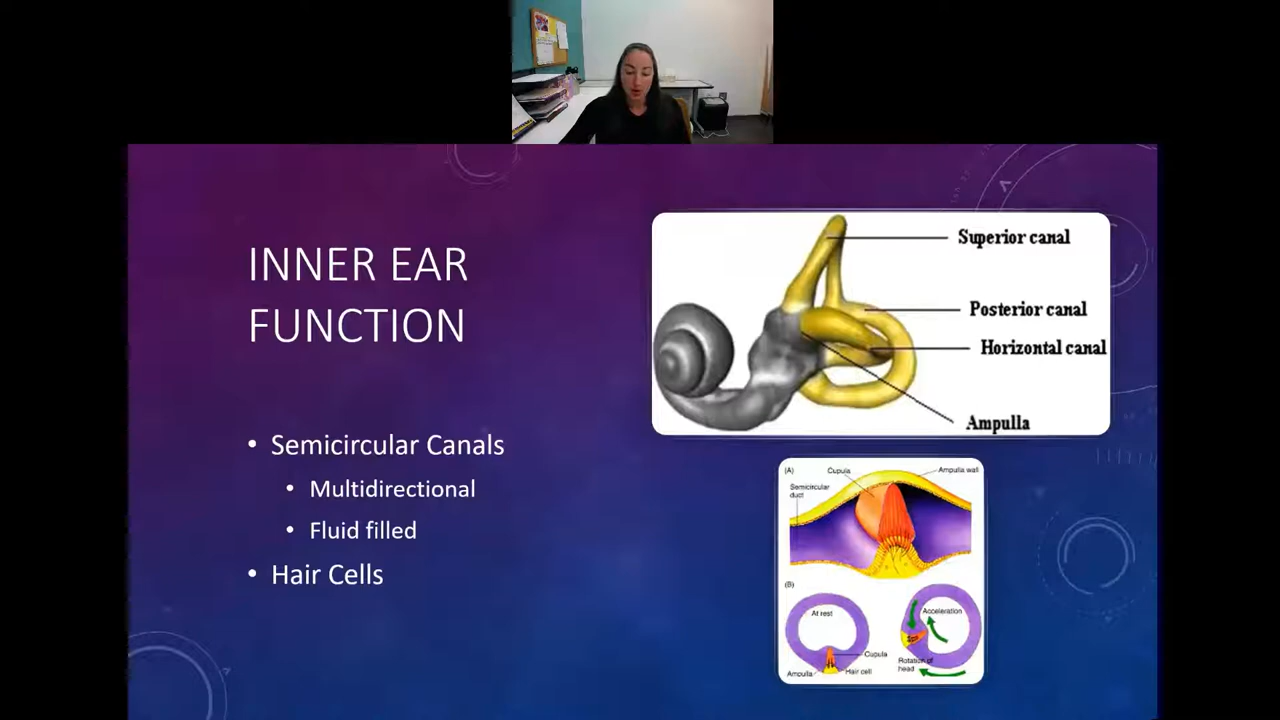 INNER EAR
FUNCTION
• Semicircular Canals
• Multidirectional
• Fluid filled
• Hair Cells
Superior canal
Posterior canal
Horizontal canal
Ampulla
(A)
Cupula
Ampulla wall
Semicircular
duct
(B)
At rest
Cupula
Ampulla
Hair cell
Acceleration
Rotation of
head